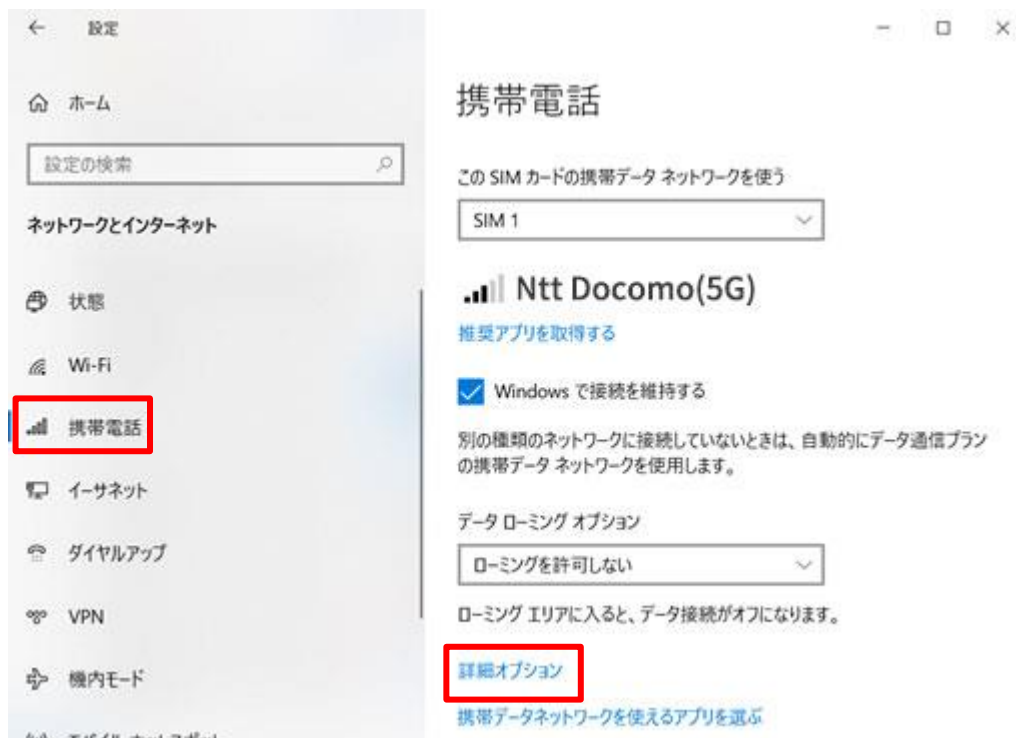 設定
ホーム
設定の検索
ネットワークとインターネット
状態
Wi-Fi
携帯電話
イーサネット
ダイヤルアップ
VPN
機内モード
携帯電話
この SIM カードの携帯データ ネットワークを使う
SIM 1
Ntt Docomo(5G)
推奨アプリを取得する
Windows で接続を維持する
別の種類のネットワークに接続していないときは、自動的にデータ通信プラン
の携帯データ ネットワークを使用します。
データ ローミング オプション
ローミングを許可しない
ローミング エリアに入ると、データ接続がオフになります。
詳細オプション
携帯データネットワークを使えるアプリを選ぶ